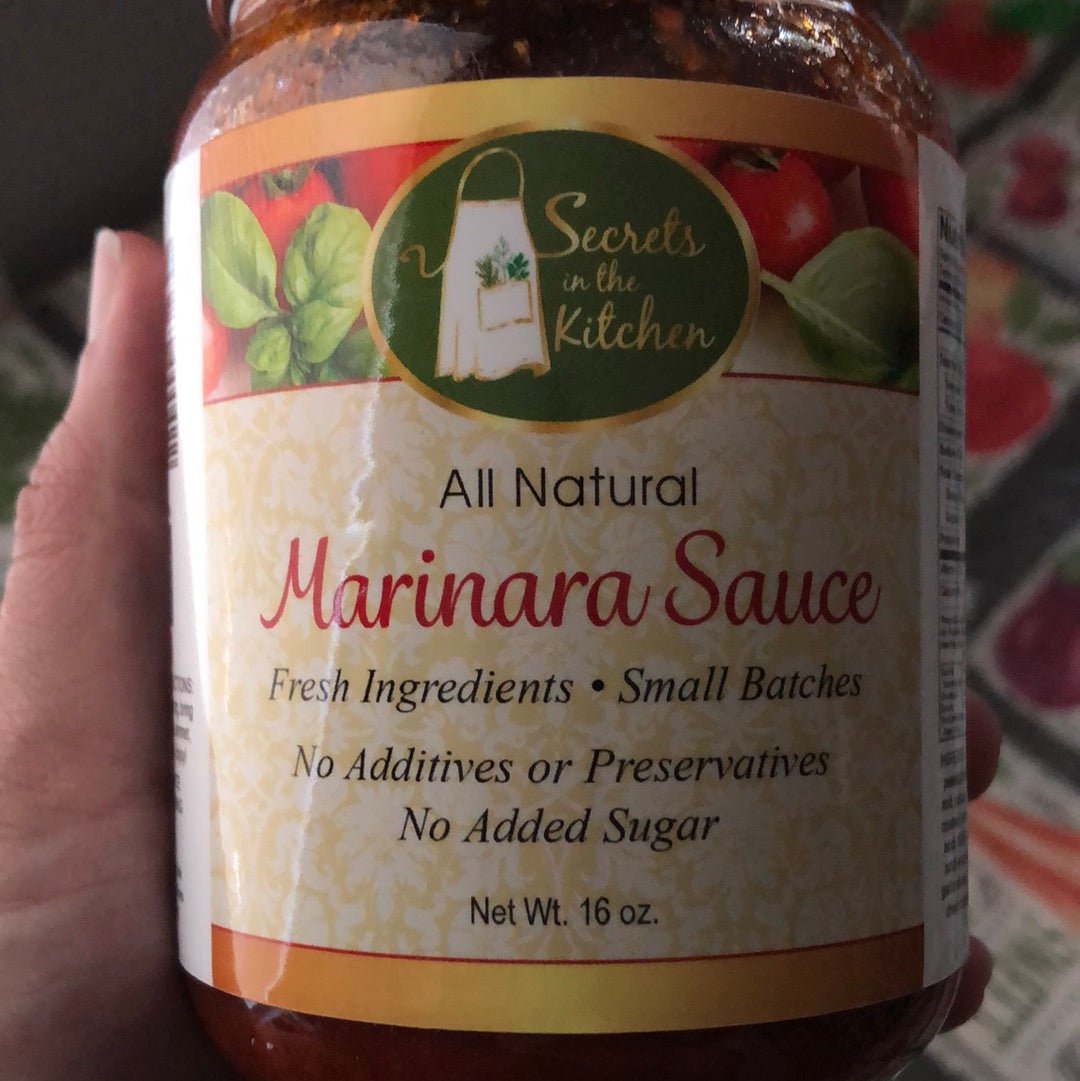 Secrets
in the
Kitchen
All Natural
Marinara Sauce
Fresh Ingredients • Small Batches
No Additives or Preservatives
No Added Sugar
Net Wt. 16 oz.